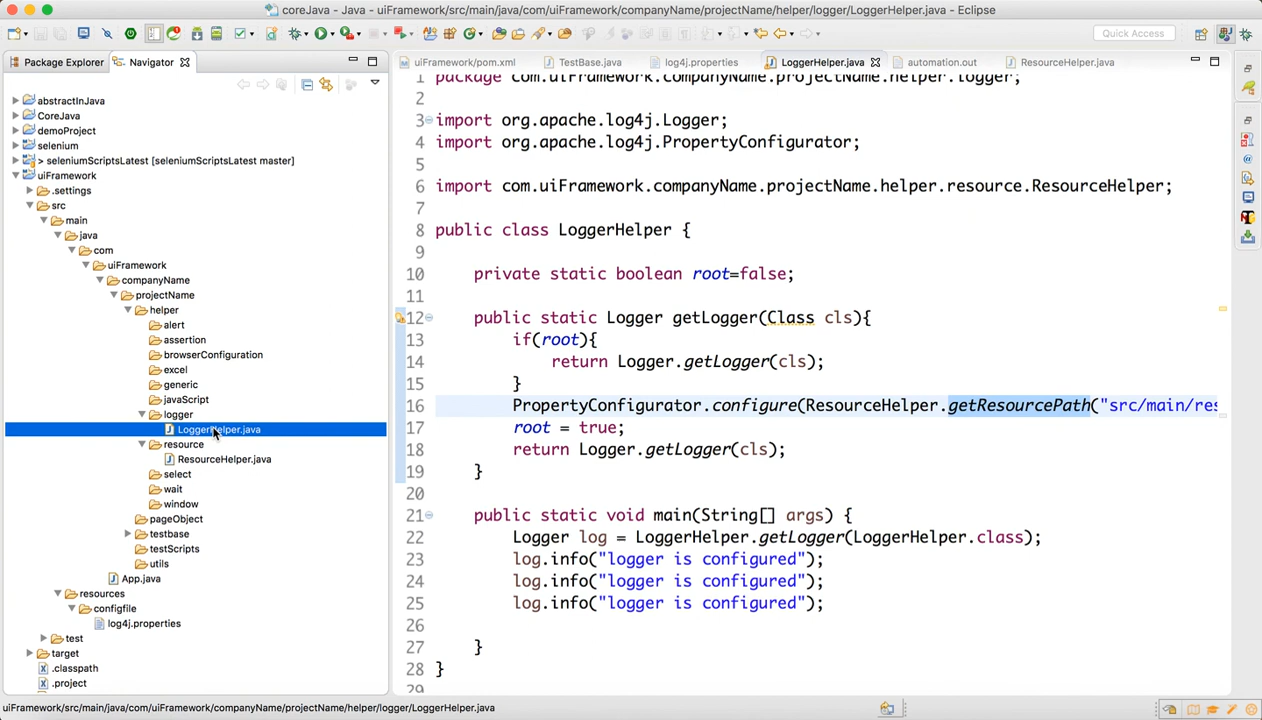 coreJava - Java - uiFramework/src/main/java/com/uiFramework/companyName/projectName/helper/logger/LoggerHelper.java - Eclipse
Quick Access
Package Explorer
Navigator
uiFramework/pom.xml
TestBase.java
log4j.properties
LoggerHelper.java
automation.out
ResourceHelper.java
abstractInJava
CoreJava
demoProject
selenium
> seleniumScriptsLatest [seleniumScriptsLatest master]
uiFramework
.settings
src
main
java
com
uiFramework
companyName
projectName
helper
alert
assertion
browserConfiguration
excel
generic
javaScript
logger
LoggerHelper.java
resource
ResourceHelper.java
select
wait
window
pageObject
testbase
testScripts
utils
App.java
resources
configfile
log4j.properties
test
target
.classpath
.project
1 package com.uiFramework.companyName.projectName.helper.logger;
2
3 import org.apache.log4j.Logger;
4 import org.apache.log4j.PropertyConfigurator;
5
6 import com.uiFramework.companyName.projectName.helper.resource.ResourceHelper;
7
8 public class LoggerHelper {
9
10 private static boolean root=false;
11
12 public static Logger getLogger(Class cls){
13 if(root){
14 return Logger.getLogger(cls);
15 }
16 PropertyConfigurator.configure(ResourceHelper.getResourcePath("src/main/res
17 root = true;
18 return Logger.getLogger(cls);
19 }
20
21 public static void main(String[] args) {
22 Logger log = LoggerHelper.getLogger(LoggerHelper.class);
23 log.info("logger is configured");
24 log.info("logger is configured");
25 log.info("logger is configured");
26
27 }
28 }
29
uiFramework/src/main/java/com/uiFramework/companyName/projectName/helper/logger/LoggerHelper.java